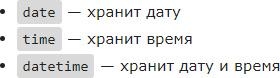 • date — хранит дату
• time — хранит время
• datetime — хранит дату и время